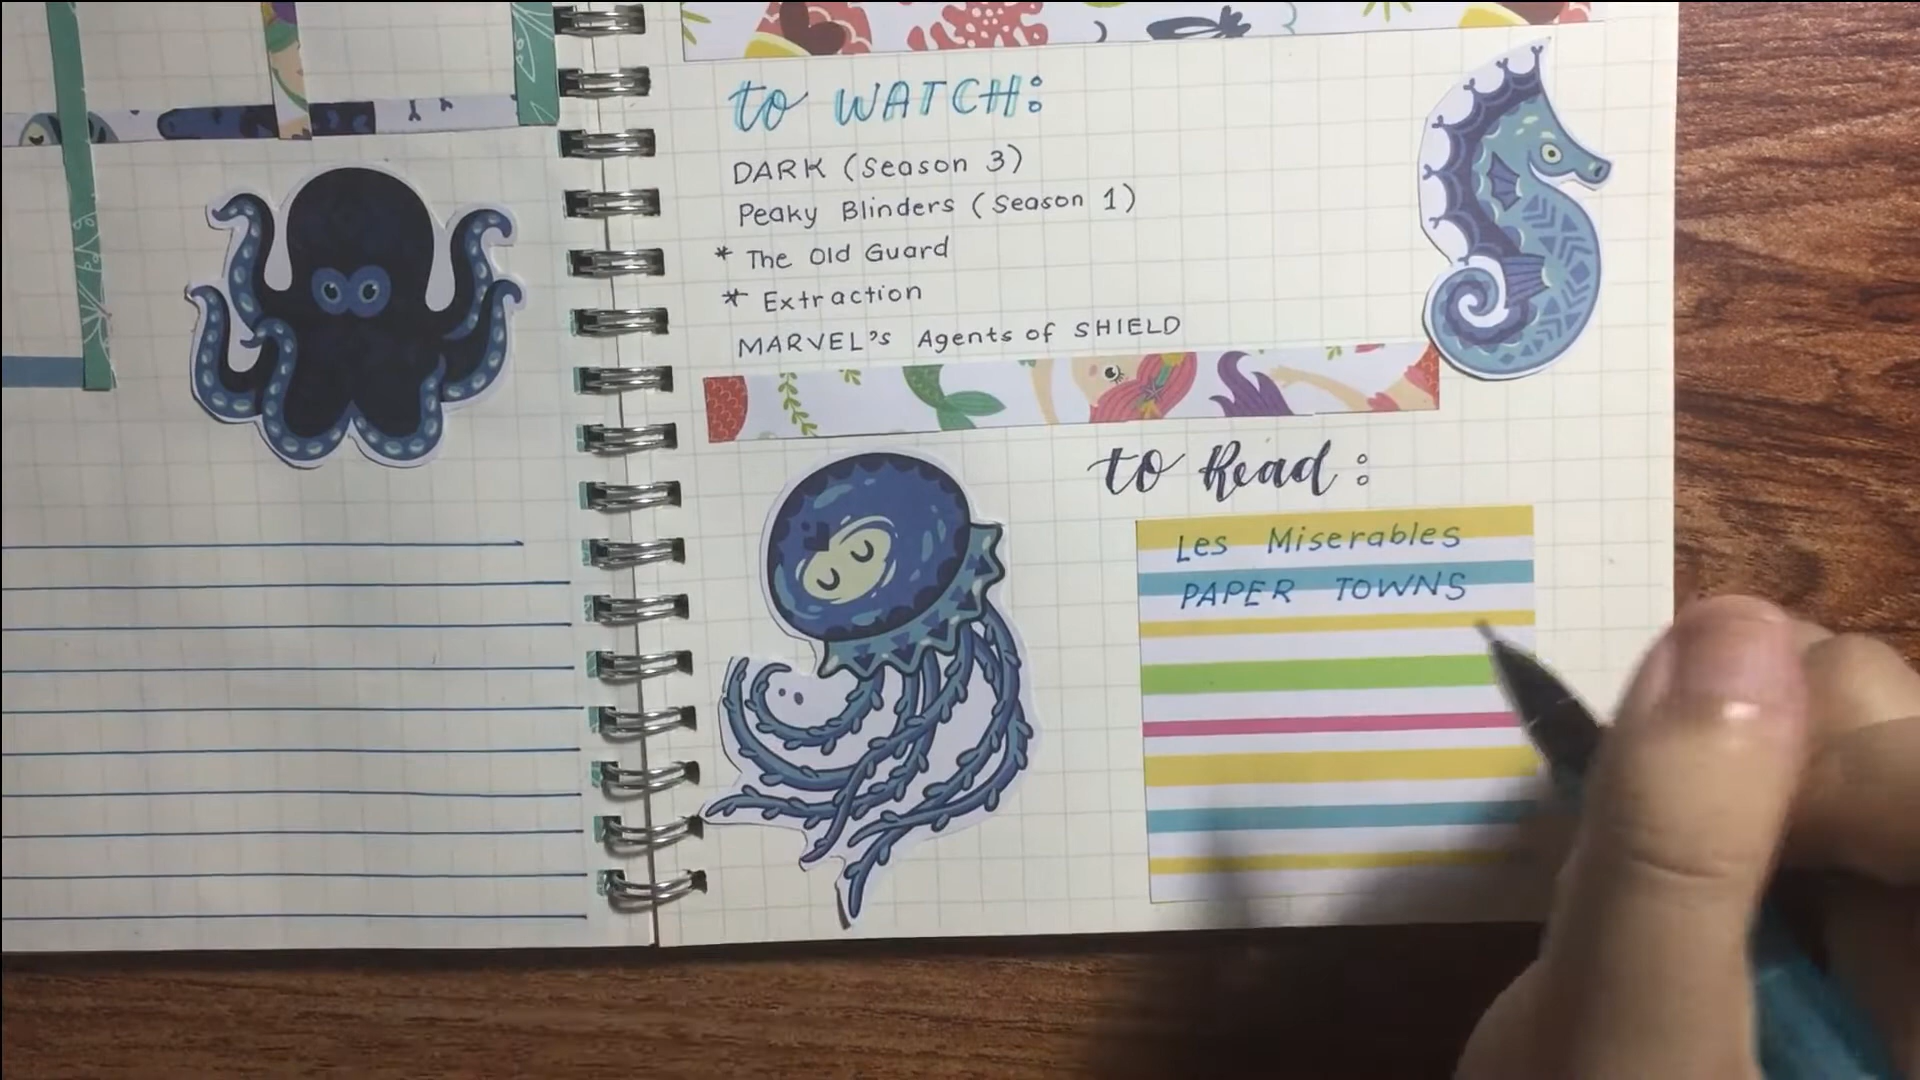 to WATCH:
DARK (Season 3)
Peaky Blinders (Season 1)
* The Old Guard
* Extraction
MARVEL's Agents of SHIELD
to Read:
Les Miserables
PAPER TOWNS